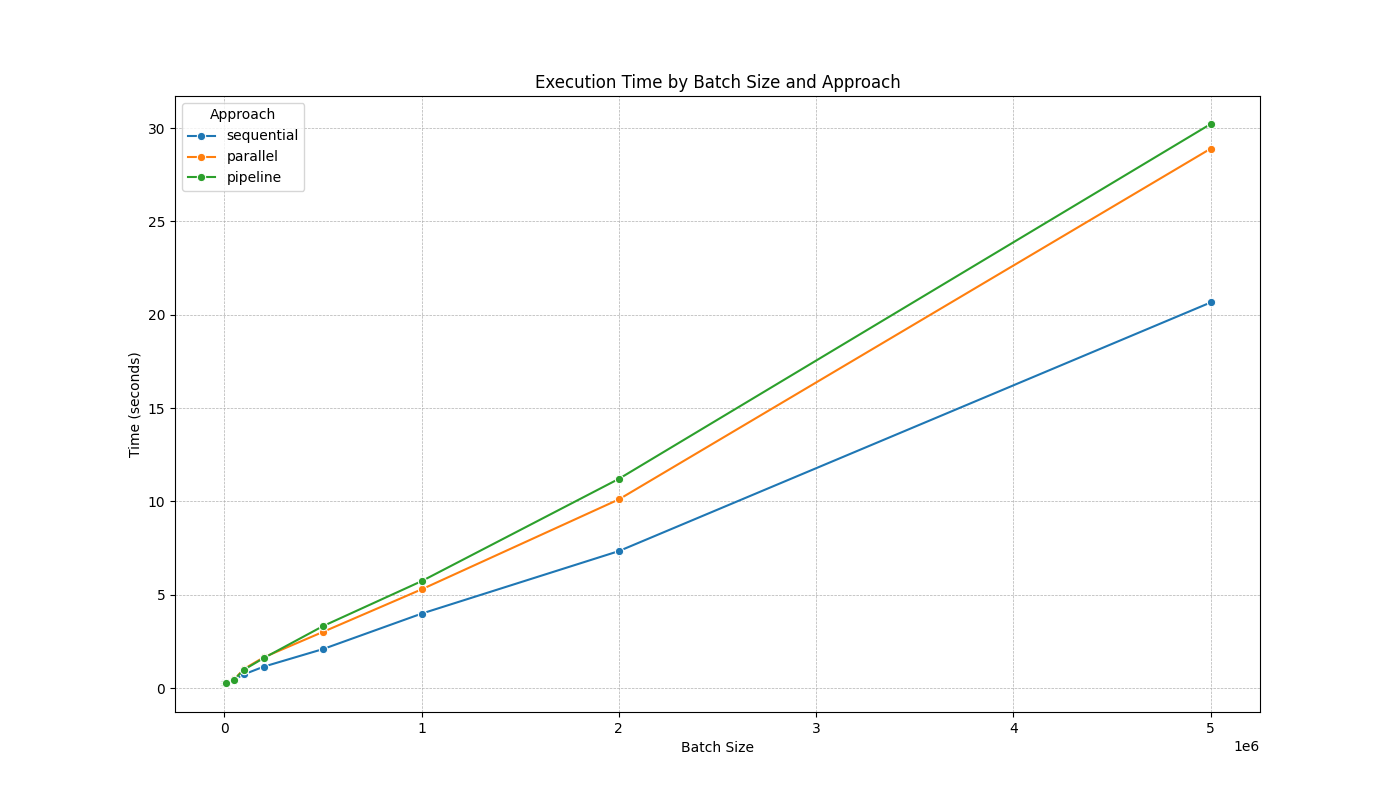 Execution Time by Batch Size and Approach
Approach
sequential
parallel
pipeline
Time (seconds)
30
25
20
15
10
5
0
0 1 2 3 4 5
1e6
Batch Size